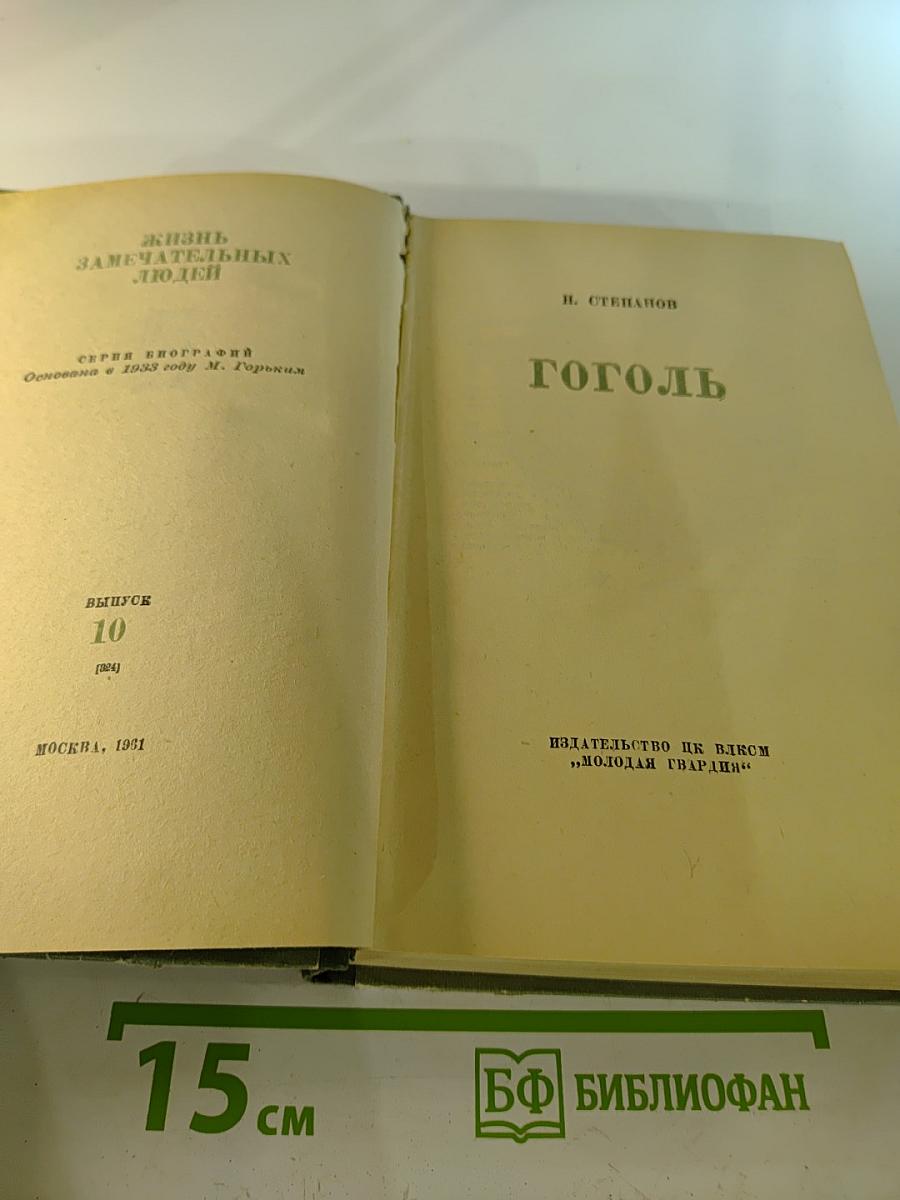 ЖИЗНЬ
ЗАМЕЧАТЕЛЬНЫХ
ЛЮДЕЙ
СЕРИЯ БИОГРАФИЙ
Основана в 1933 году М. Горьким
ВЫПУСК
10
[324]
МОСКВА, 1961
Н. СТЕПАНОВ
ГОГОЛЬ
ИЗДАТЕЛЬСТВО ЦК ВЛКСМ
„МОЛОДАЯ ГВАРДИЯ“
15 см
БФ БИБЛИОФАН